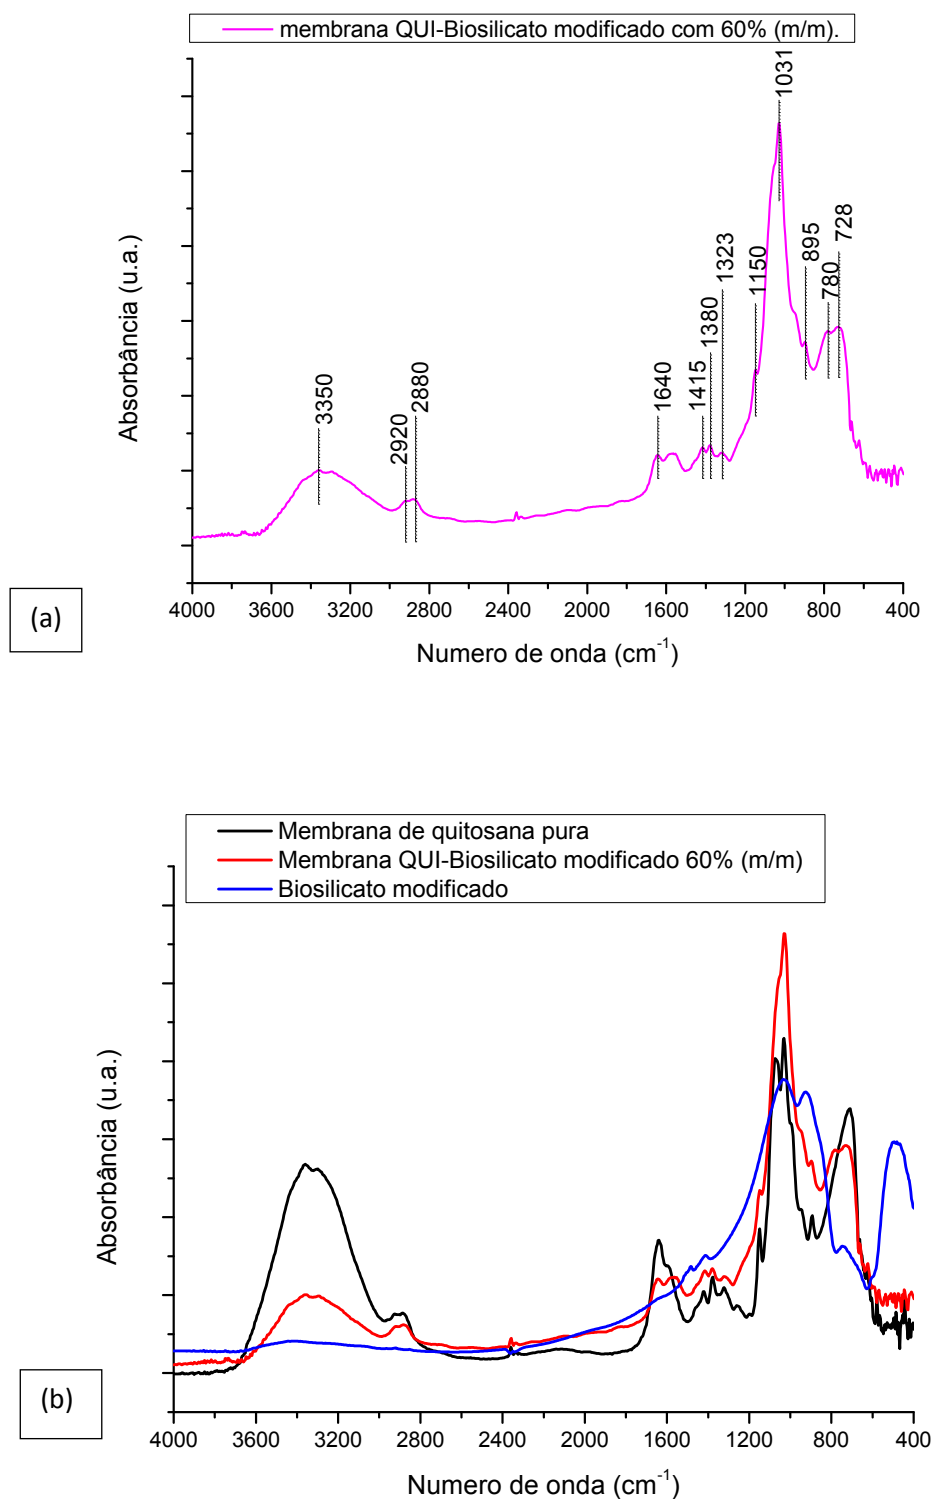 membrana QUI-Biosilicato modificado com 60% (m/m).
1031
728
780
895
1150
1323
1380
1415
1640
2880
2920
3350
Absorbância (u.a.)
4000 3600 3200 2800 2400 2000 1600 1200 800 400
Numero de onda (cm⁻¹)
(a)
Membrana de quitosana pura
Membrana QUI-Biosilicato modificado 60% (m/m)
Biosilicato modificado
Absorbância (u.a.)
4000 3600 3200 2800 2400 2000 1600 1200 800 400
Numero de onda (cm⁻¹)
(b)